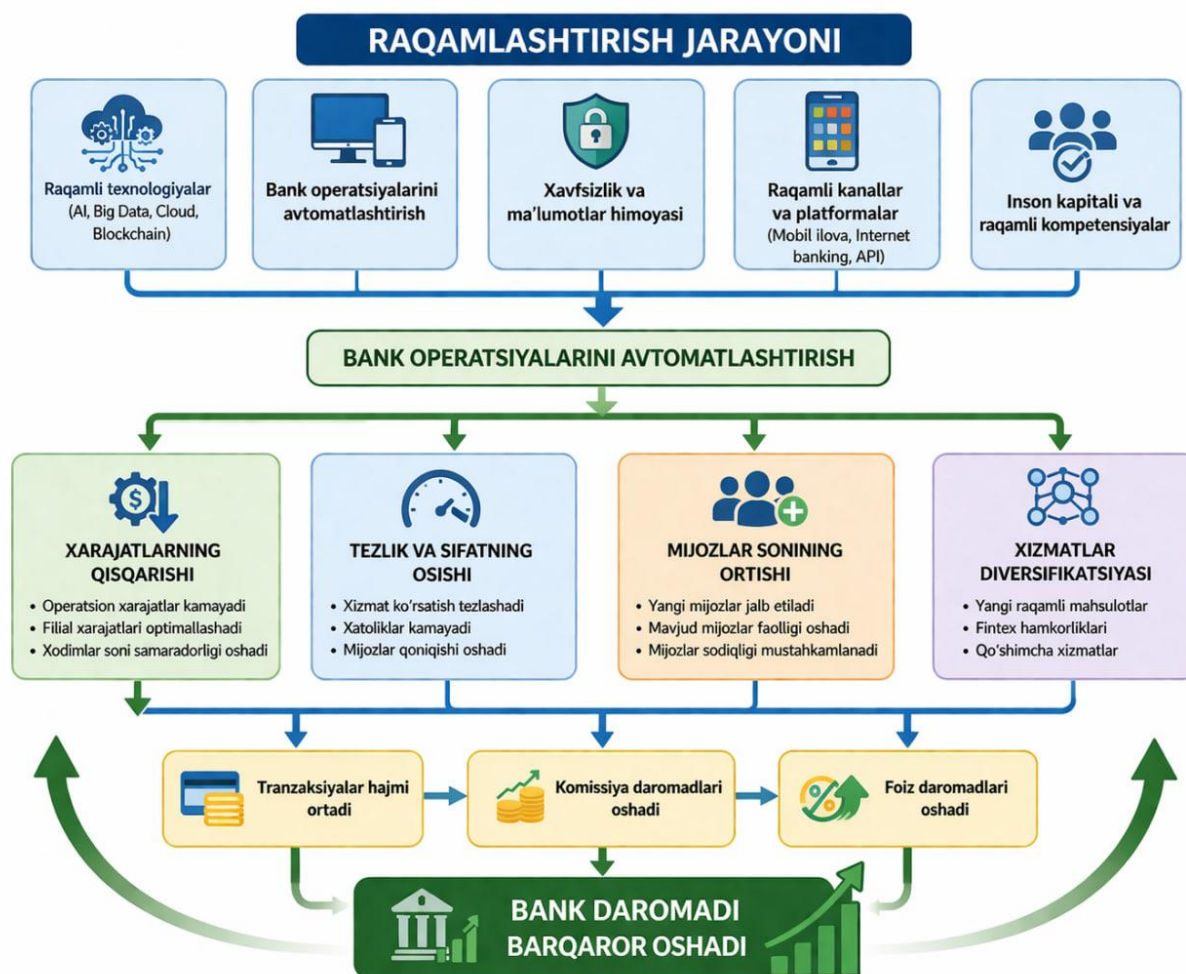 RAQAMLASHTIRISH JARAYONI
Raqamli texnologiyalar
(AI, Big Data, Cloud,
Blockchain)
Bank operatsiyalarini
avtomatlashtirish
Xavfsizlik va
ma'lumotlar himoyasi
Raqamli kanallar
va platformalar
(Mobil ilova, Internet
banking, API)
Inson kapitali va
raqamli kompetensiyalar
BANK OPERATSIYALARINI AVTOMATLASHTIRISH
$
XARAJATLARNING
QISQARISHI
• Operatsion xarajatlar kamayadi
• Filial xarajatlari optimallashadi
• Xodimlar soni samaradorligi oshadi
TEZLIK VA SIFATNING
OSISHI
• Xizmat ko'rsatish tezlashadi
• Xatoliklar kamayadi
• Mijozlar qoniqishi oshadi
MIJOZLAR SONINING
ORTISHI
• Yangi mijozlar jalb etiladi
• Mavjud mijozlar faolligi oshadi
• Mijozlar sodiqligi mustahkamlanadi
XIZMATLAR
DIVERSIFIKATSIYASI
• Yangi raqamli mahsulotlar
• Fintex hamkorliklari
• Qo'shimcha xizmatlar
Tranzaksiyalar hajmi
ortadi
Komissiya daromadlari
oshadi
%
Foiz daromadlari
oshadi
BANK DAROMADI
BARQAROR OSHADI